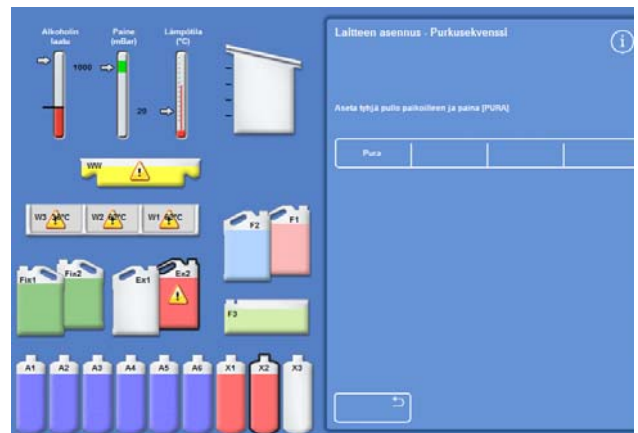 Alkoholin laatu
Paine (mBar)
Lämpötila (°C)
1000
20
WW
W3
W2
W1
F2
F1
Fix1
Fix2
Ex1
Ex2
F3
A1
A2
A3
A4
A5
A6
X1
X2
X3
Laitteen asennus - Purkusekvenssi
i
Aseta tyhjä pullo paikoilleen ja paina [PURA]
Pura